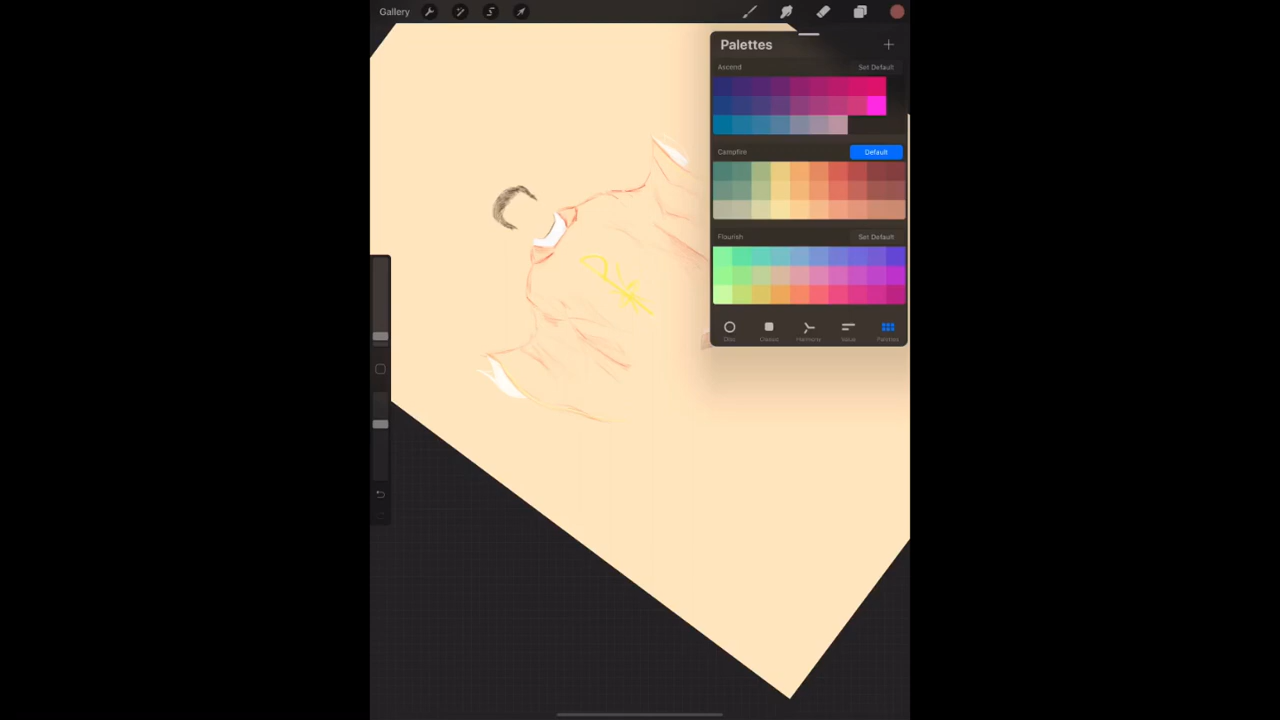 Gallery
Palettes
Ascend
Set Default
Campfire
Default
Flourish
Set Default
Disc
Classic
Harmony
Value
Palettes